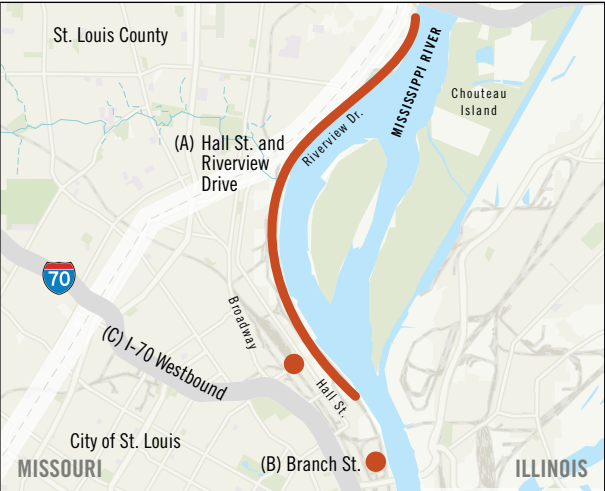 St. Louis County
MISSISSIPPI RIVER
Chouteau
Island
Riverview Dr.
(A) Hall St. and
Riverview
Drive
70
Broadway
(C) I-70 Westbound
Hall St.
City of St. Louis
(B) Branch St.
MISSOURI
ILLINOIS